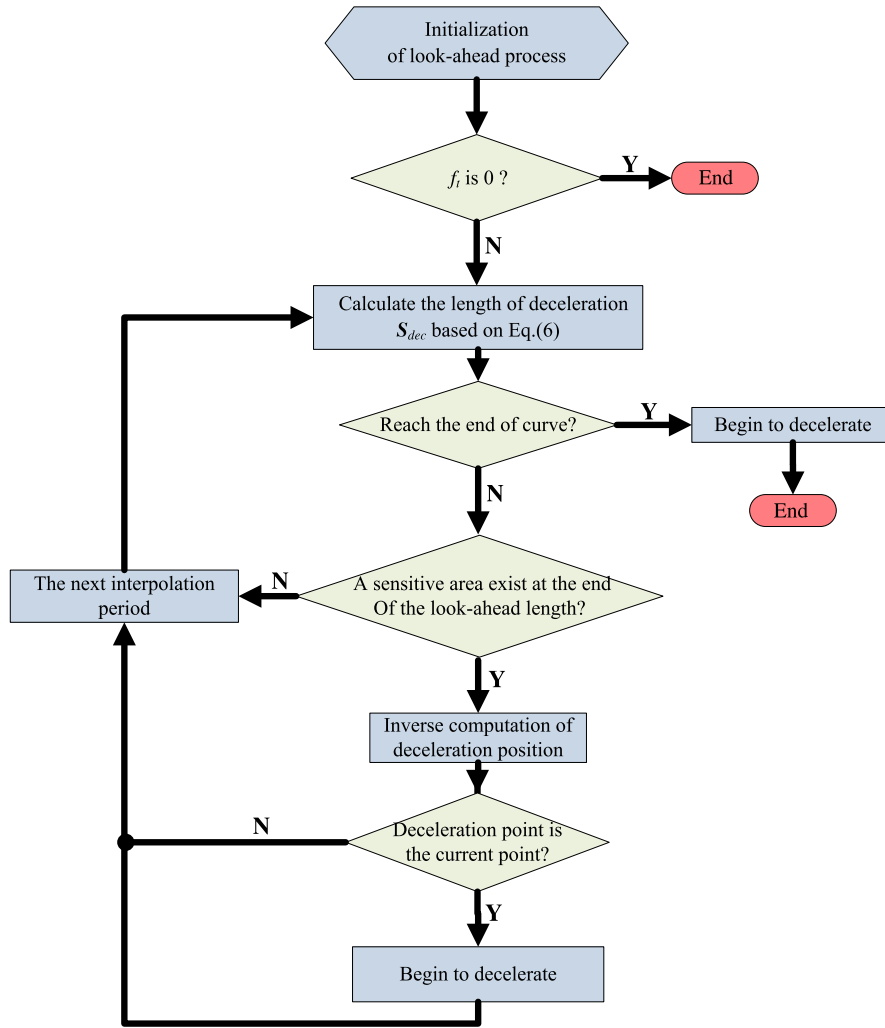 Initialization
of look-ahead process
f_t is 0 ?
Y
End
N
Calculate the length of deceleration
S_dec based on Eq.(6)
Reach the end of curve?
Y
Begin to decelerate
N
End
A sensitive area exist at the end
Of the look-ahead length?
N
The next interpolation
period
Y
Inverse computation of
deceleration position
Deceleration point is
the current point?
N
Y
Begin to decelerate